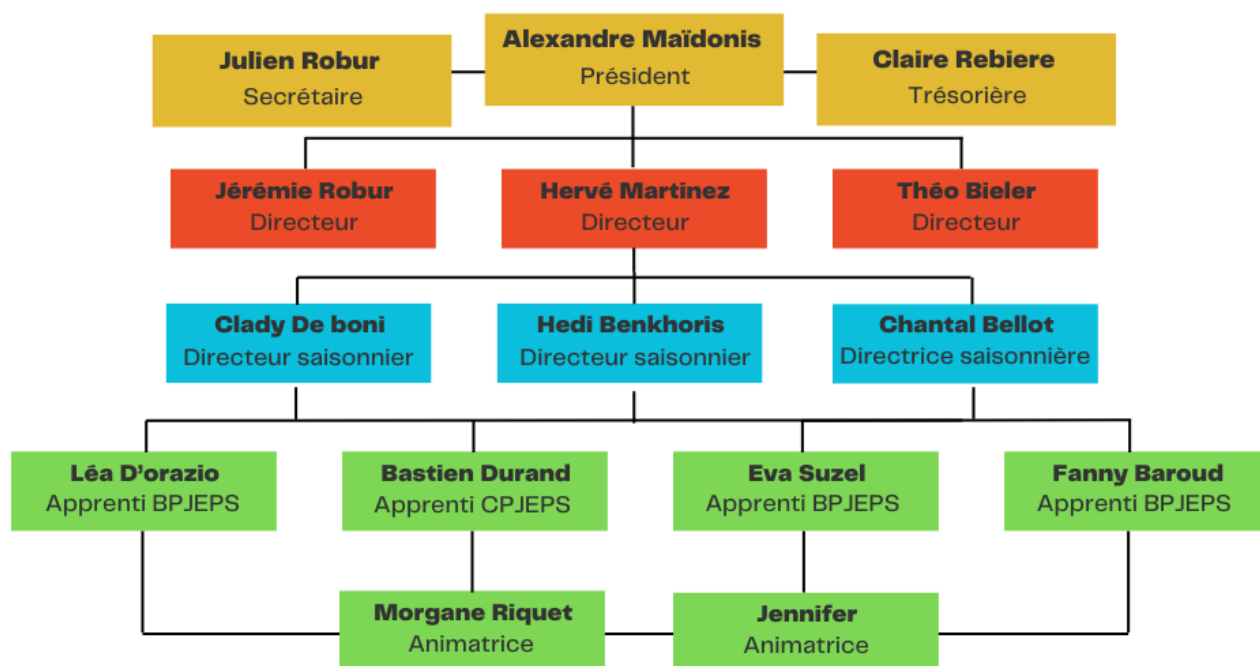 Alexandre Maïdonis
Président
Julien Robur
Secrétaire
Claire Rebiere
Trésorière
Jérémie Robur
Directeur
Hervé Martinez
Directeur
Théo Bieler
Directeur
Clady De boni
Directeur saisonnier
Hedi Benkhoris
Directeur saisonnier
Chantal Bellot
Directrice saisonnière
Léa D'orazio
Apprenti BPJEPS
Bastien Durand
Apprenti CPJEPS
Eva Suzel
Apprenti BPJEPS
Fanny Baroud
Apprenti BPJEPS
Morgane Riquet
Animatrice
Jennifer
Animatrice